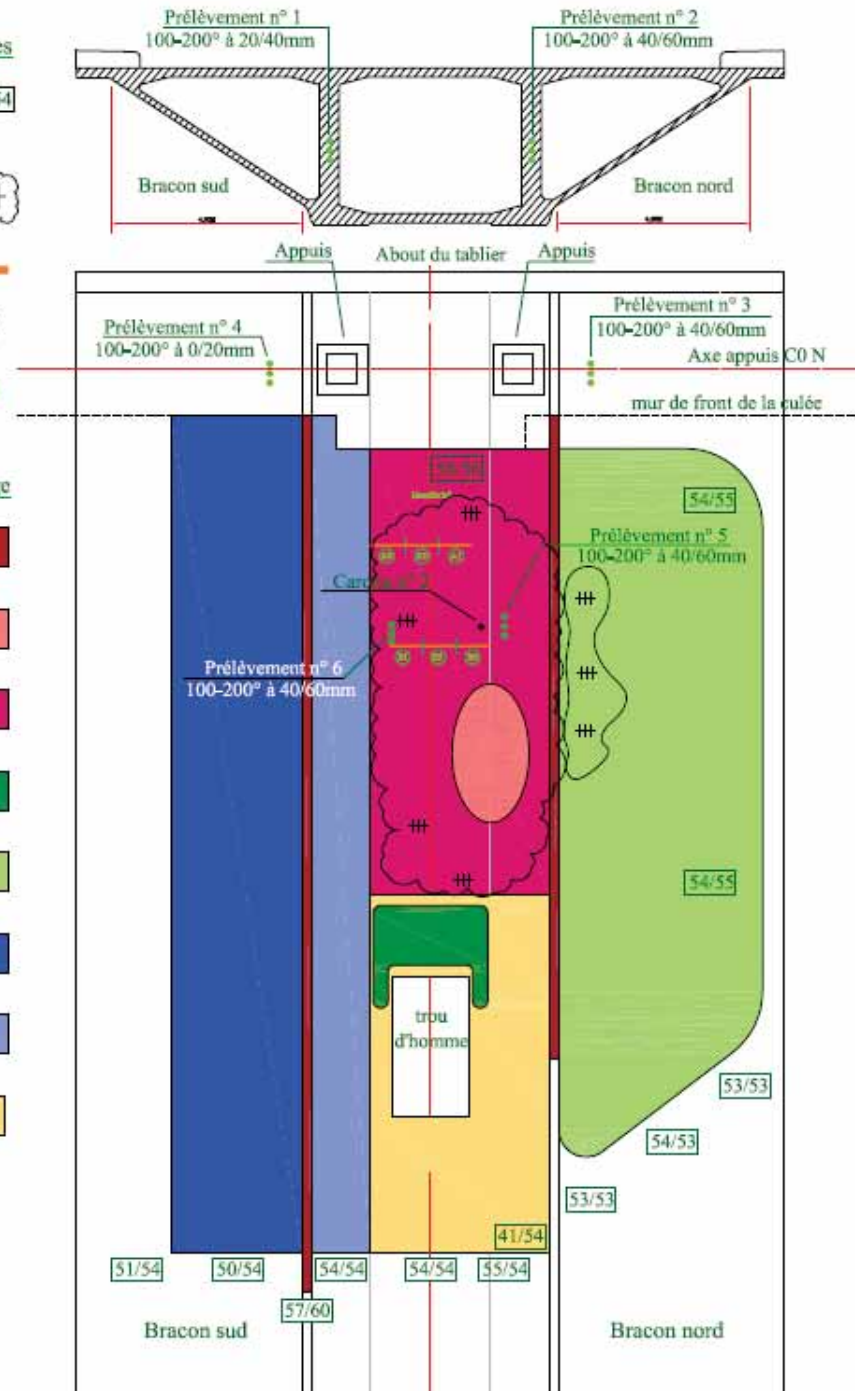 Prélèvement n° 1
100-200° à 20/40mm
Prélèvement n° 2
100-200° à 40/60mm
Bracon sud
Bracon nord
Appuis
About du tablier
Appuis
Prélèvement n° 4
100-200° à 0/20mm
Prélèvement n° 3
100-200° à 40/60mm
Axe appuis C0 N
mur de front de la culée
54/55
Prélèvement n° 5
100-200° à 40/60mm
n° 2
Prélèvement n° 6
100-200° à 40/60mm
54/55
trou
d'homme
53/53
54/53
53/53
41/54
51/54
50/54
54/54
54/54
55/54
57/60
Bracon sud
Bracon nord